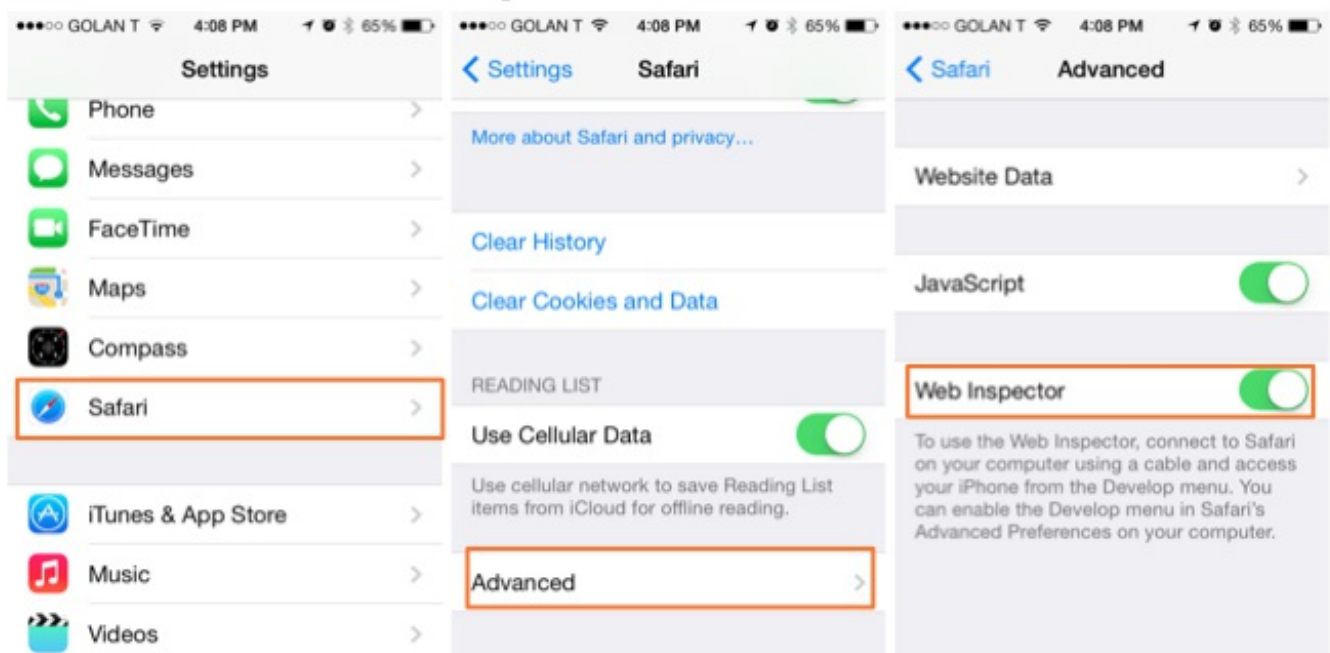 GOLAN T 4:08 PM 65%
Settings
Phone
Messages
FaceTime
Maps
Compass
Safari
iTunes & App Store
Music
Videos
GOLAN T 4:08 PM 65%
Settings Safari
More about Safari and privacy...
Clear History
Clear Cookies and Data
READING LIST
Use Cellular Data
Use cellular network to save Reading List
items from iCloud for offline reading.
Advanced
GOLAN T 4:08 PM 65%
Safari Advanced
Website Data
JavaScript
Web Inspector
To use the Web Inspector, connect to Safari
on your computer using a cable and access
your iPhone from the Develop menu. You
can enable the Develop menu in Safari's
Advanced Preferences on your computer.